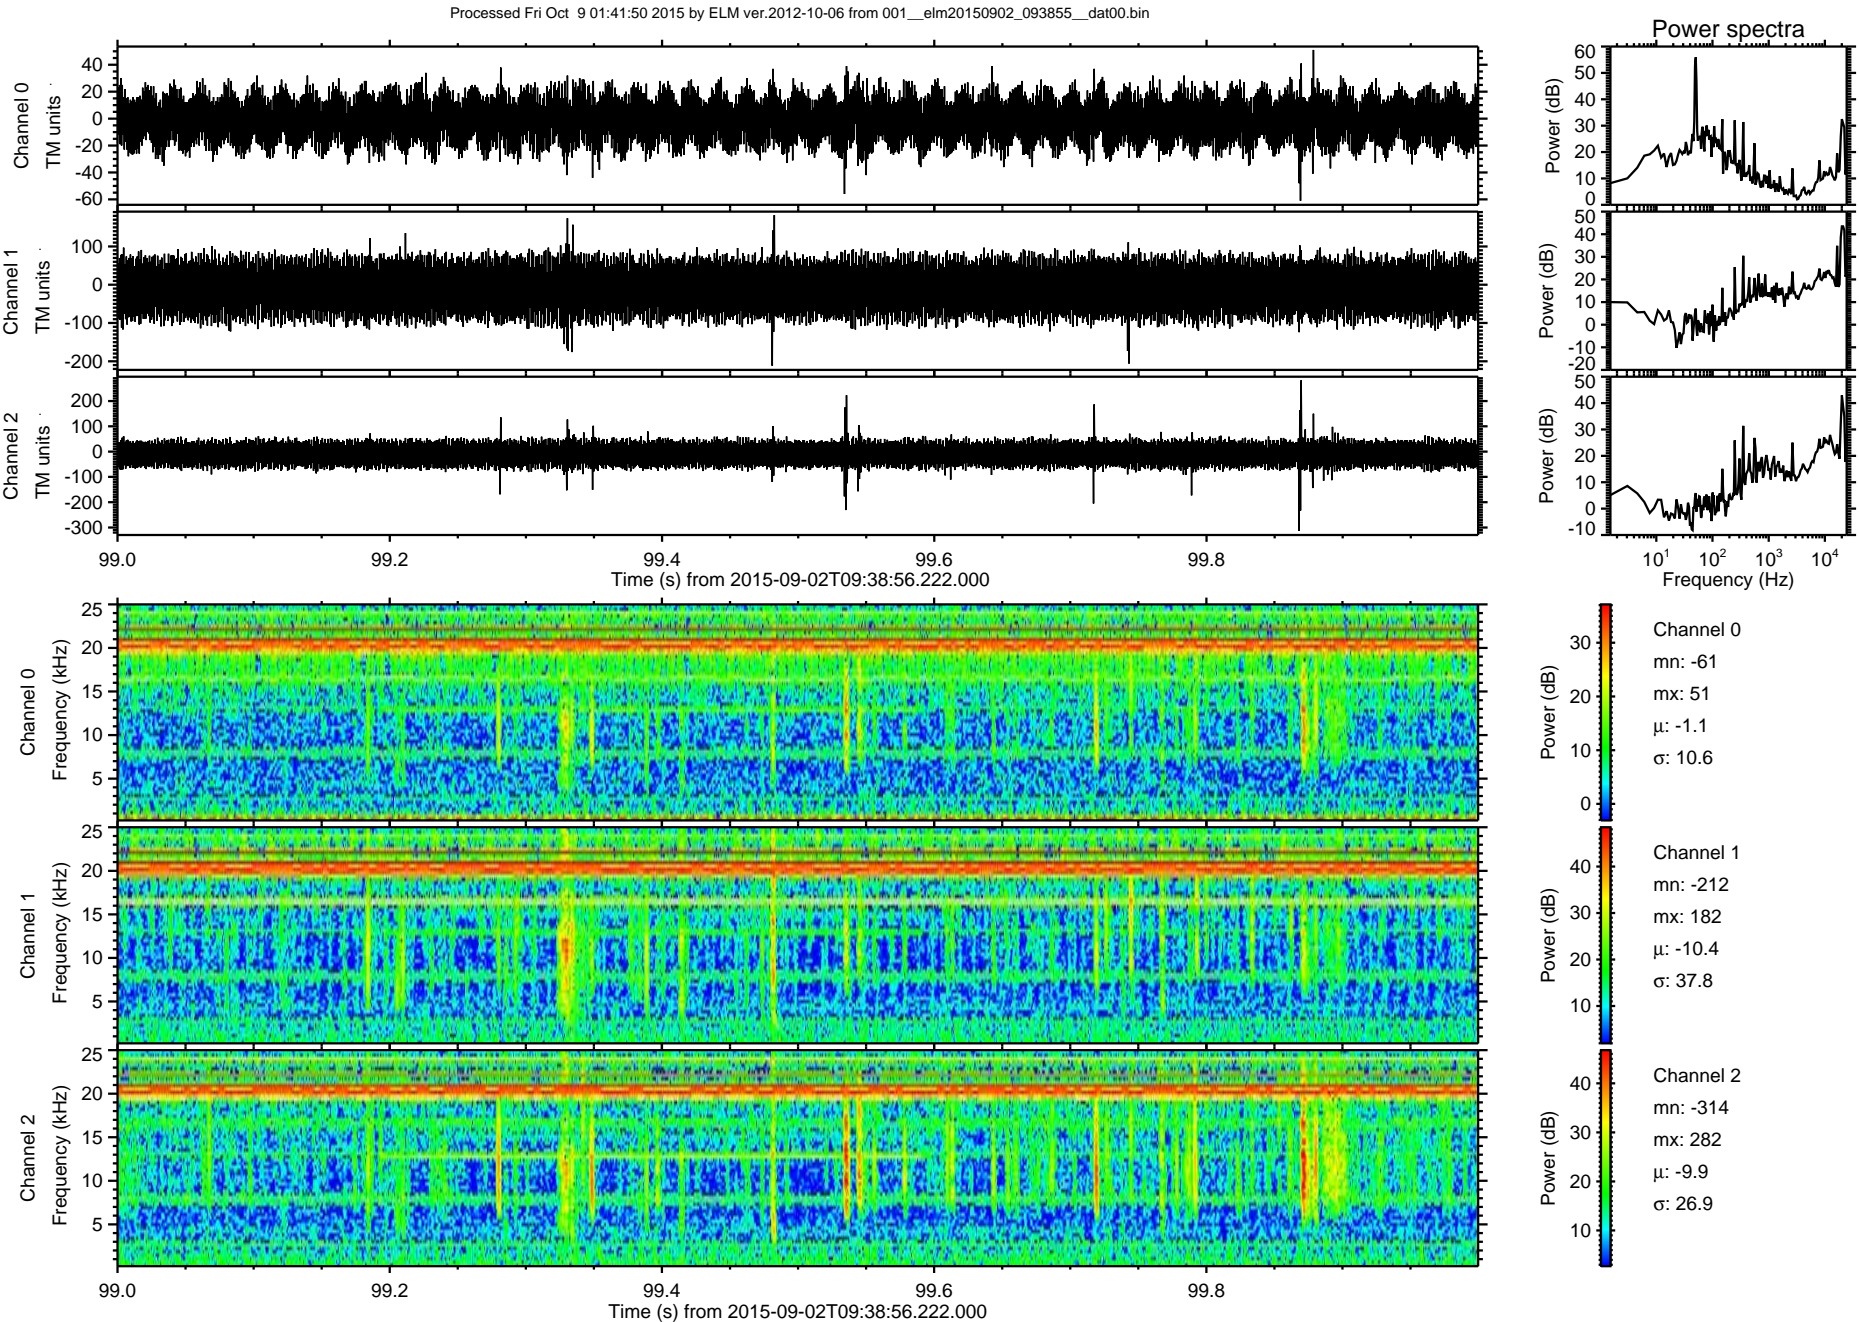 Processed Fri Oct  9 01:41:50 2015 by ELM ver.2012-10-06 from 001__elm20150902_093855__dat00.bin
Power spectra
Channel 0
TM units
40
20
0
-20
-40
-60
Power (dB)
60
50
40
30
20
10
0
Channel 1
TM units
100
0
-100
-200
Power (dB)
50
40
30
20
10
0
-10
-20
Channel 2
TM units
200
100
0
-100
-200
-300
Power (dB)
50
40
30
20
10
0
-10
99.0 99.2 99.4 99.6 99.8
Time (s) from 2015-09-02T09:38:56.222.000
10¹ 10² 10³ 10⁴
Frequency (Hz)
Channel 0
Frequency (kHz)
25
20
15
10
5
Power (dB)
30
20
10
0
Channel 0
mn: -61
mx: 51
μ: -1.1
σ: 10.6
Channel 1
Frequency (kHz)
25
20
15
10
5
Power (dB)
40
30
20
10
Channel 1
mn: -212
mx: 182
μ: -10.4
σ: 37.8
Channel 2
Frequency (kHz)
25
20
15
10
5
Power (dB)
40
30
20
10
Channel 2
mn: -314
mx: 282
μ: -9.9
σ: 26.9
99.0 99.2 99.4 99.6 99.8
Time (s) from 2015-09-02T09:38:56.222.000